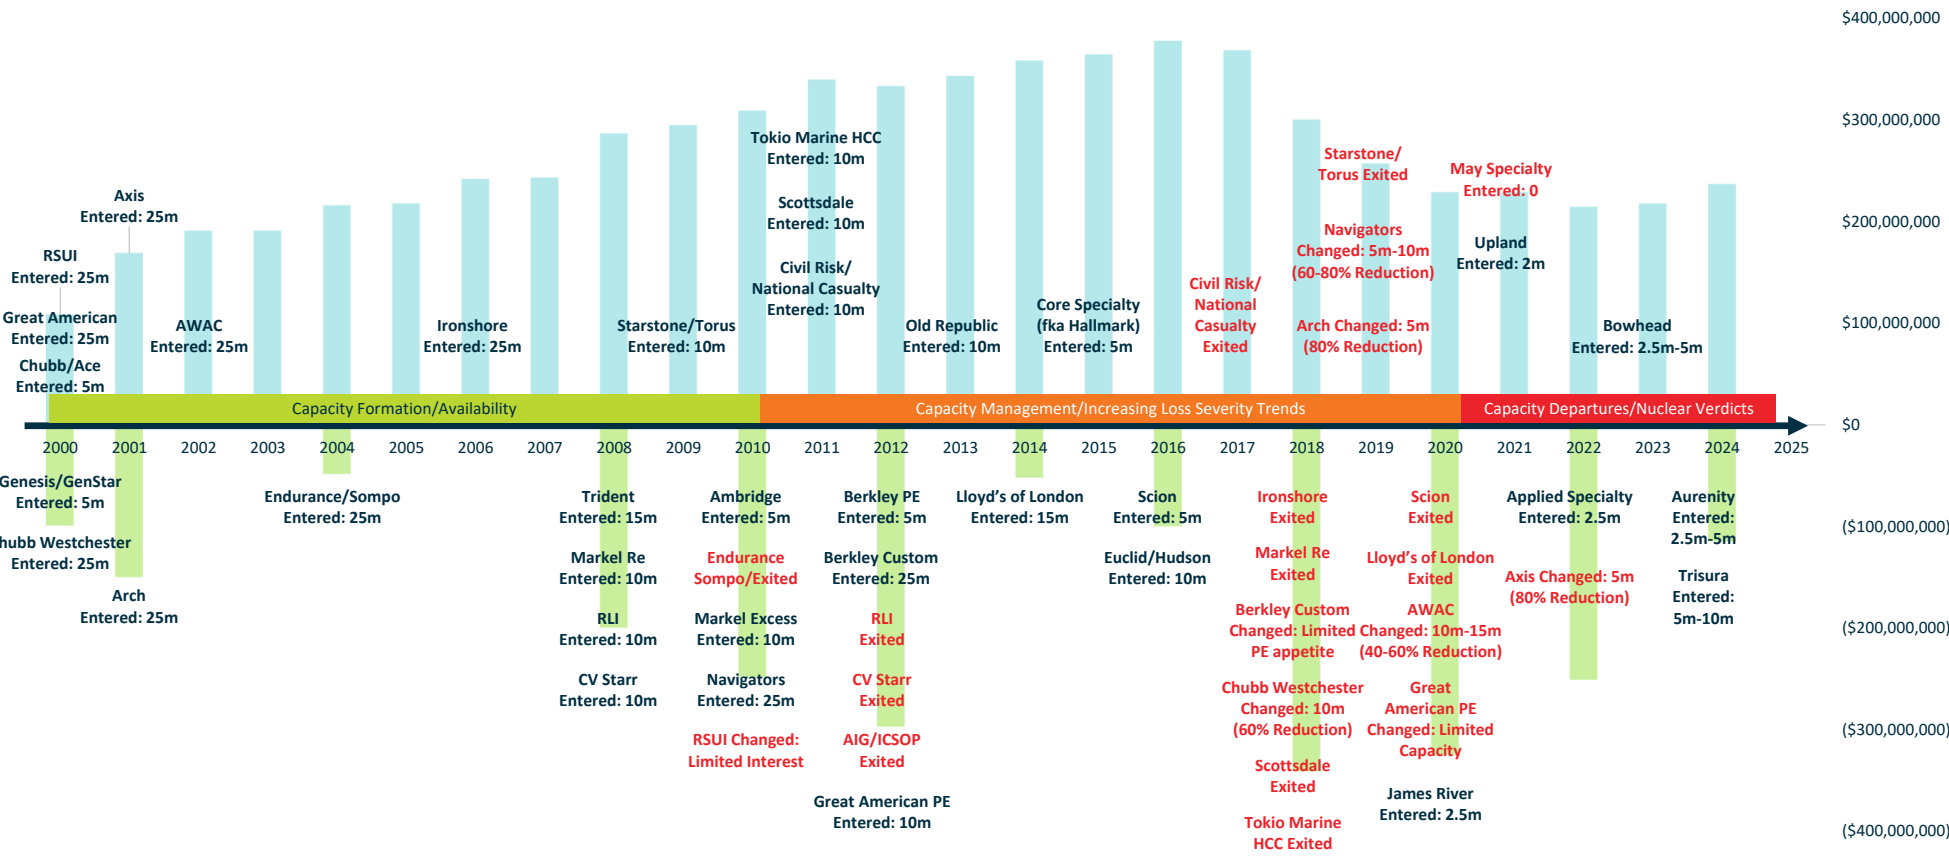 $400,000,000
$300,000,000
$200,000,000
$100,000,000
$0
($100,000,000)
($200,000,000)
($300,000,000)
($400,000,000)
Axis
Entered: 25m
RSUI
Entered: 25m
Great American
Entered: 25m
Chubb/Ace
Entered: 5m
AWAC
Entered: 25m
Ironshore
Entered: 25m
Starstone/Torus
Entered: 10m
Tokio Marine HCC
Entered: 10m
Scottsdale
Entered: 10m
Civil Risk/
National Casualty
Entered: 10m
Old Republic
Entered: 10m
Core Specialty
(fka Hallmark)
Entered: 5m
Civil Risk/
National
Casualty
Exited
Starstone/
Torus Exited
Navigators
Changed: 5m-10m
(60-80% Reduction)
Arch Changed: 5m
(80% Reduction)
May Specialty
Entered: 0
Upland
Entered: 2m
Bowhead
Entered: 2.5m-5m
Capacity Formation/Availability
Capacity Management/Increasing Loss Severity Trends
Capacity Departures/Nuclear Verdicts
2000 2001 2002 2003 2004 2005 2006 2007 2008 2009 2010 2011 2012 2013 2014 2015 2016 2017 2018 2019 2020 2021 2022 2023 2024 2025
Genesis/GenStar
Entered: 5m
hubb Westchester
Entered: 25m
Arch
Entered: 25m
Endurance/Sompo
Entered: 25m
Trident
Entered: 15m
Markel Re
Entered: 10m
RLI
Entered: 10m
CV Starr
Entered: 10m
Ambridge
Entered: 5m
Endurance
Sompo/Exited
Markel Excess
Entered: 10m
Navigators
Entered: 25m
RSUI Changed:
Limited Interest
Berkley PE
Entered: 5m
Berkley Custom
Entered: 25m
RLI
Exited
CV Starr
Exited
AIG/ICSOP
Exited
Great American PE
Entered: 10m
Lloyd's of London
Entered: 15m
Scion
Entered: 5m
Euclid/Hudson
Entered: 10m
Ironshore
Exited
Markel Re
Exited
Berkley Custom
Changed: Limited
PE appetite
Chubb Westchester
Changed: 10m
(60% Reduction)
Scottsdale
Exited
Tokio Marine
HCC Exited
Scion
Exited
Lloyd's of London
Exited
AWAC
Changed: 10m-15m
(40-60% Reduction)
Great
American PE
Changed: Limited
Capacity
James River
Entered: 2.5m
Applied Specialty
Entered: 2.5m
Axis Changed: 5m
(80% Reduction)
Aurenity
Entered:
2.5m-5m
Trisura
Entered:
5m-10m